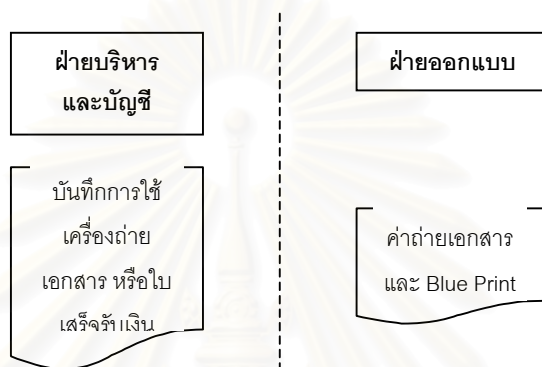 ฝ่ายบริหาร
และบัญชี
ฝ่ายออกแบบ
บันทึกการใช้
เครื่องถ่าย
เอกสาร หรือใบ
เสร็จรับเงิน
ค่าถ่ายเอกสาร
และ Blue Print